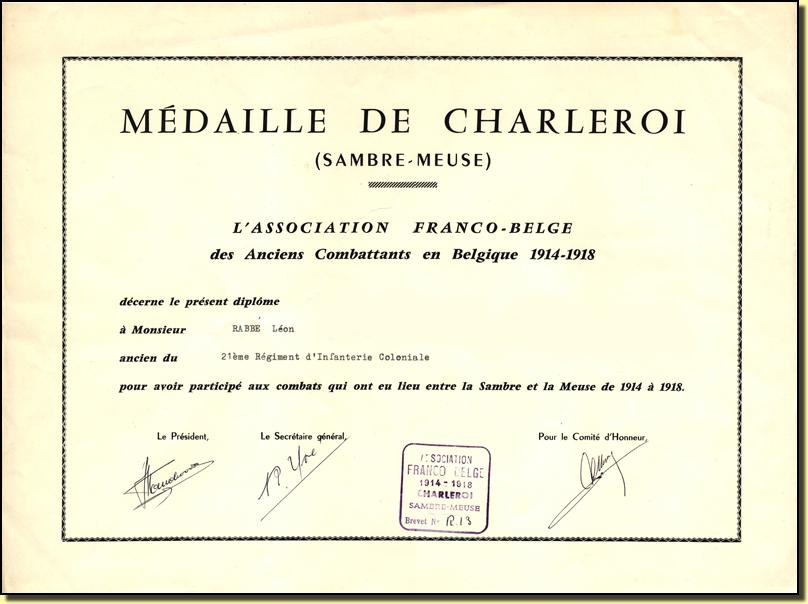 MÉDAILLE DE CHARLEROI
(SAMBRE-MEUSE)
L'ASSOCIATION FRANCO-BELGE
des Anciens Combattants en Belgique 1914-1918
décerne le présent diplôme
à Monsieur RABBÉ Léon
ancien du 21ème Régiment d'Infanterie Coloniale
pour avoir participé aux combats qui ont eu lieu entre la Sambre et la Meuse de 1914 à 1918.
Le Président, Le Secrétaire général, Pour le Comité d'Honneur,
ASSOCIATION
FRANCO BELGE
1914-1918
CHARLEROI
SAMBRE-MEUSE
Brevet N° R.13